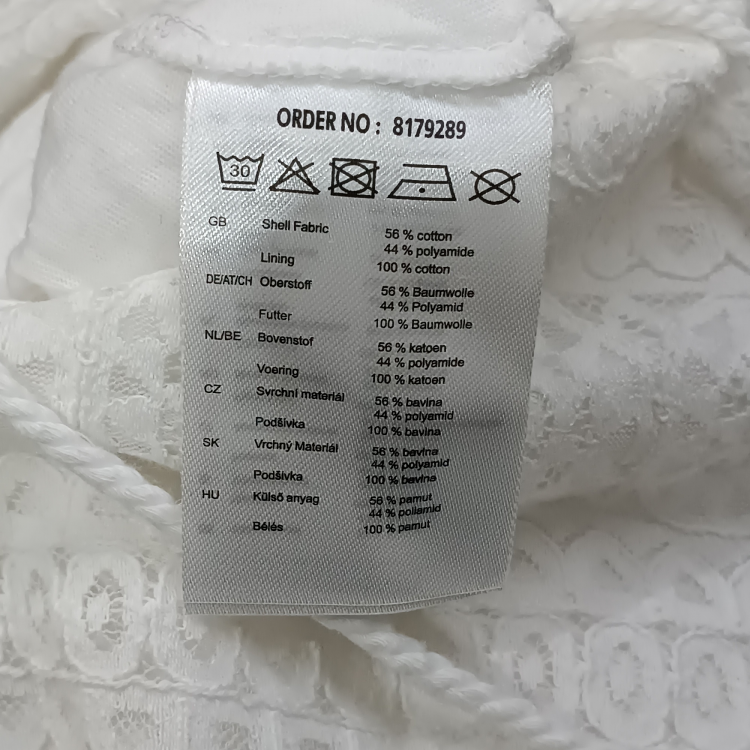 ORDER NO : 8179289
30
GB Shell Fabric 56 % cotton
44 % polyamide
Lining 100 % cotton
DE/AT/CH Oberstoff 56 % Baumwolle
44 % Polyamid
Futter 100 % Baumwolle
NL/BE Bovenstof 56 % katoen
44 % polyamide
Voering 100 % katoen
CZ Svrchní materiál 56 % bavlna
44 % polyamid
Podšívka 100 % bavlna
SK Vrchný Materiál 56 % bavlna
44 % polyamid
Podšívka 100 % bavlna
HU Külső anyag 56 % pamut
44 % poliamid
Bélés 100 % pamut